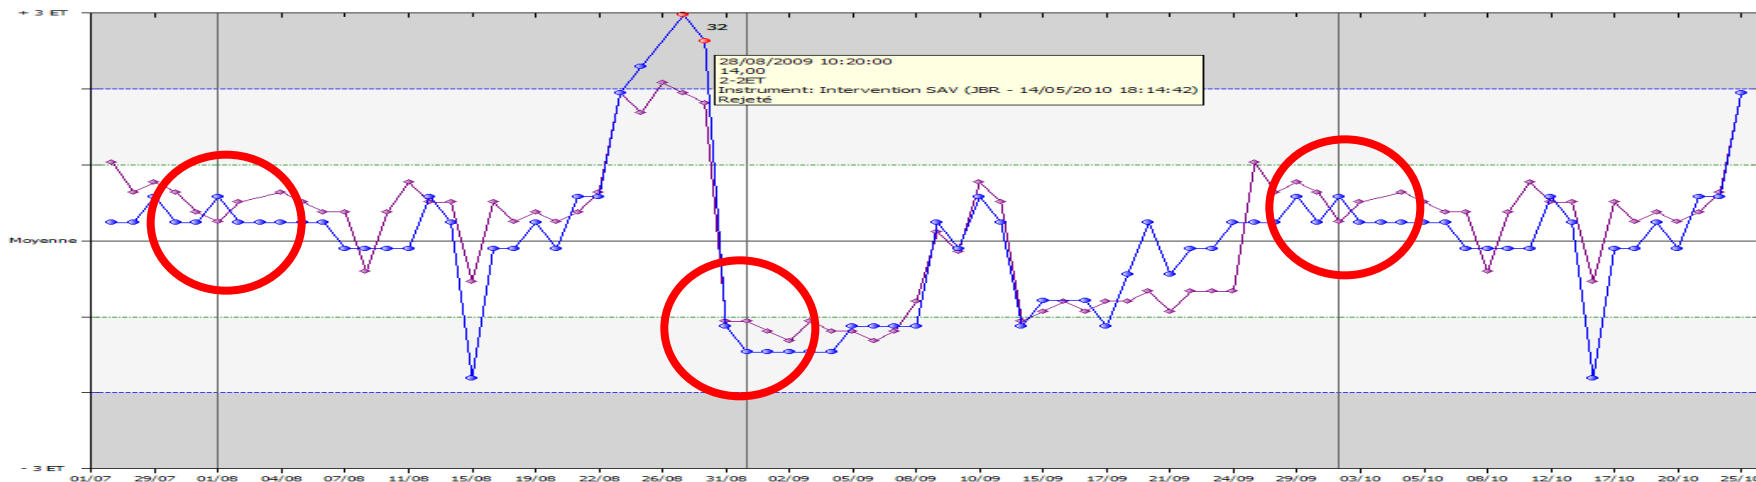 + 3 ET
32
28/08/2009 10:20:00
14,00
2-2ET
Instrument: Intervention SAV (JBR - 14/05/2010 18:14:42)
Rejeté
Moyenne
- 3 ET
01/07 29/07 01/08 04/08 07/08 11/08 15/08 19/08 22/08 26/08 31/08 02/09 05/09 09/09 10/09 15/09 17/09 21/09 24/09 29/09 03/10 05/10 08/10 12/10 17/10 20/10 25/10